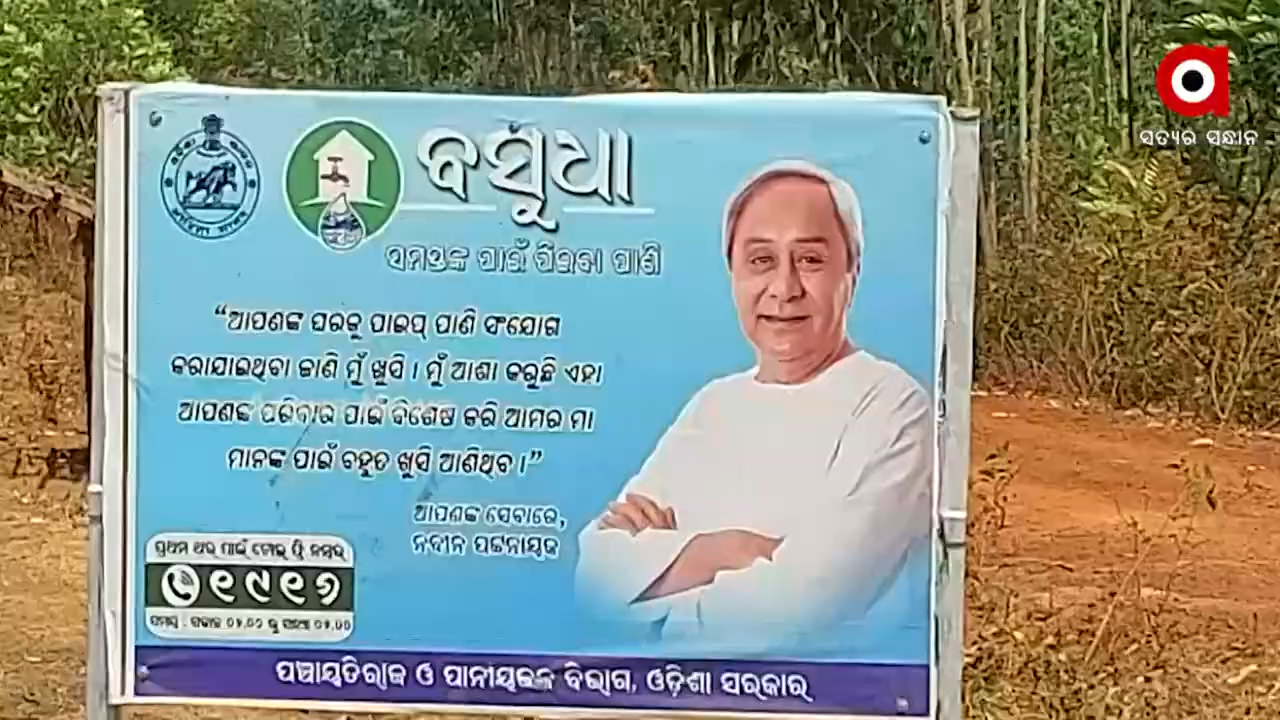 ସତ୍ୟର ସନ୍ଧାନ
ବସୁଧା
ସମସ୍ତଙ୍କ ପାଇଁ ପିଇବା ପାଣି
“ଆପଣଙ୍କ ଘରକୁ ପାଇପ୍ ପାଣି ସଂଯୋଗ
କରାଯାଇଥିବା ଜାଣି ମୁଁ ଖୁସି । ମୁଁ ଆଶା କରୁଛି ଏହା
ଆପଣଙ୍କ ପରିବାର ପାଇଁ ବିଶେଷ କରି ଆମର ମା
ମାନଙ୍କ ପାଇଁ ବହୁତ ଖୁସି ଆଣିଥିବ ।”
ଆପଣଙ୍କ ସେବାରେ,
ନବୀନ ପଟ୍ଟନାୟକ
୧୯୧୬
ପଞ୍ଚାୟତିରାଜ ଓ ପାନୀୟଜଳ ବିଭାଗ, ଓଡ଼ିଶା ସରକାର